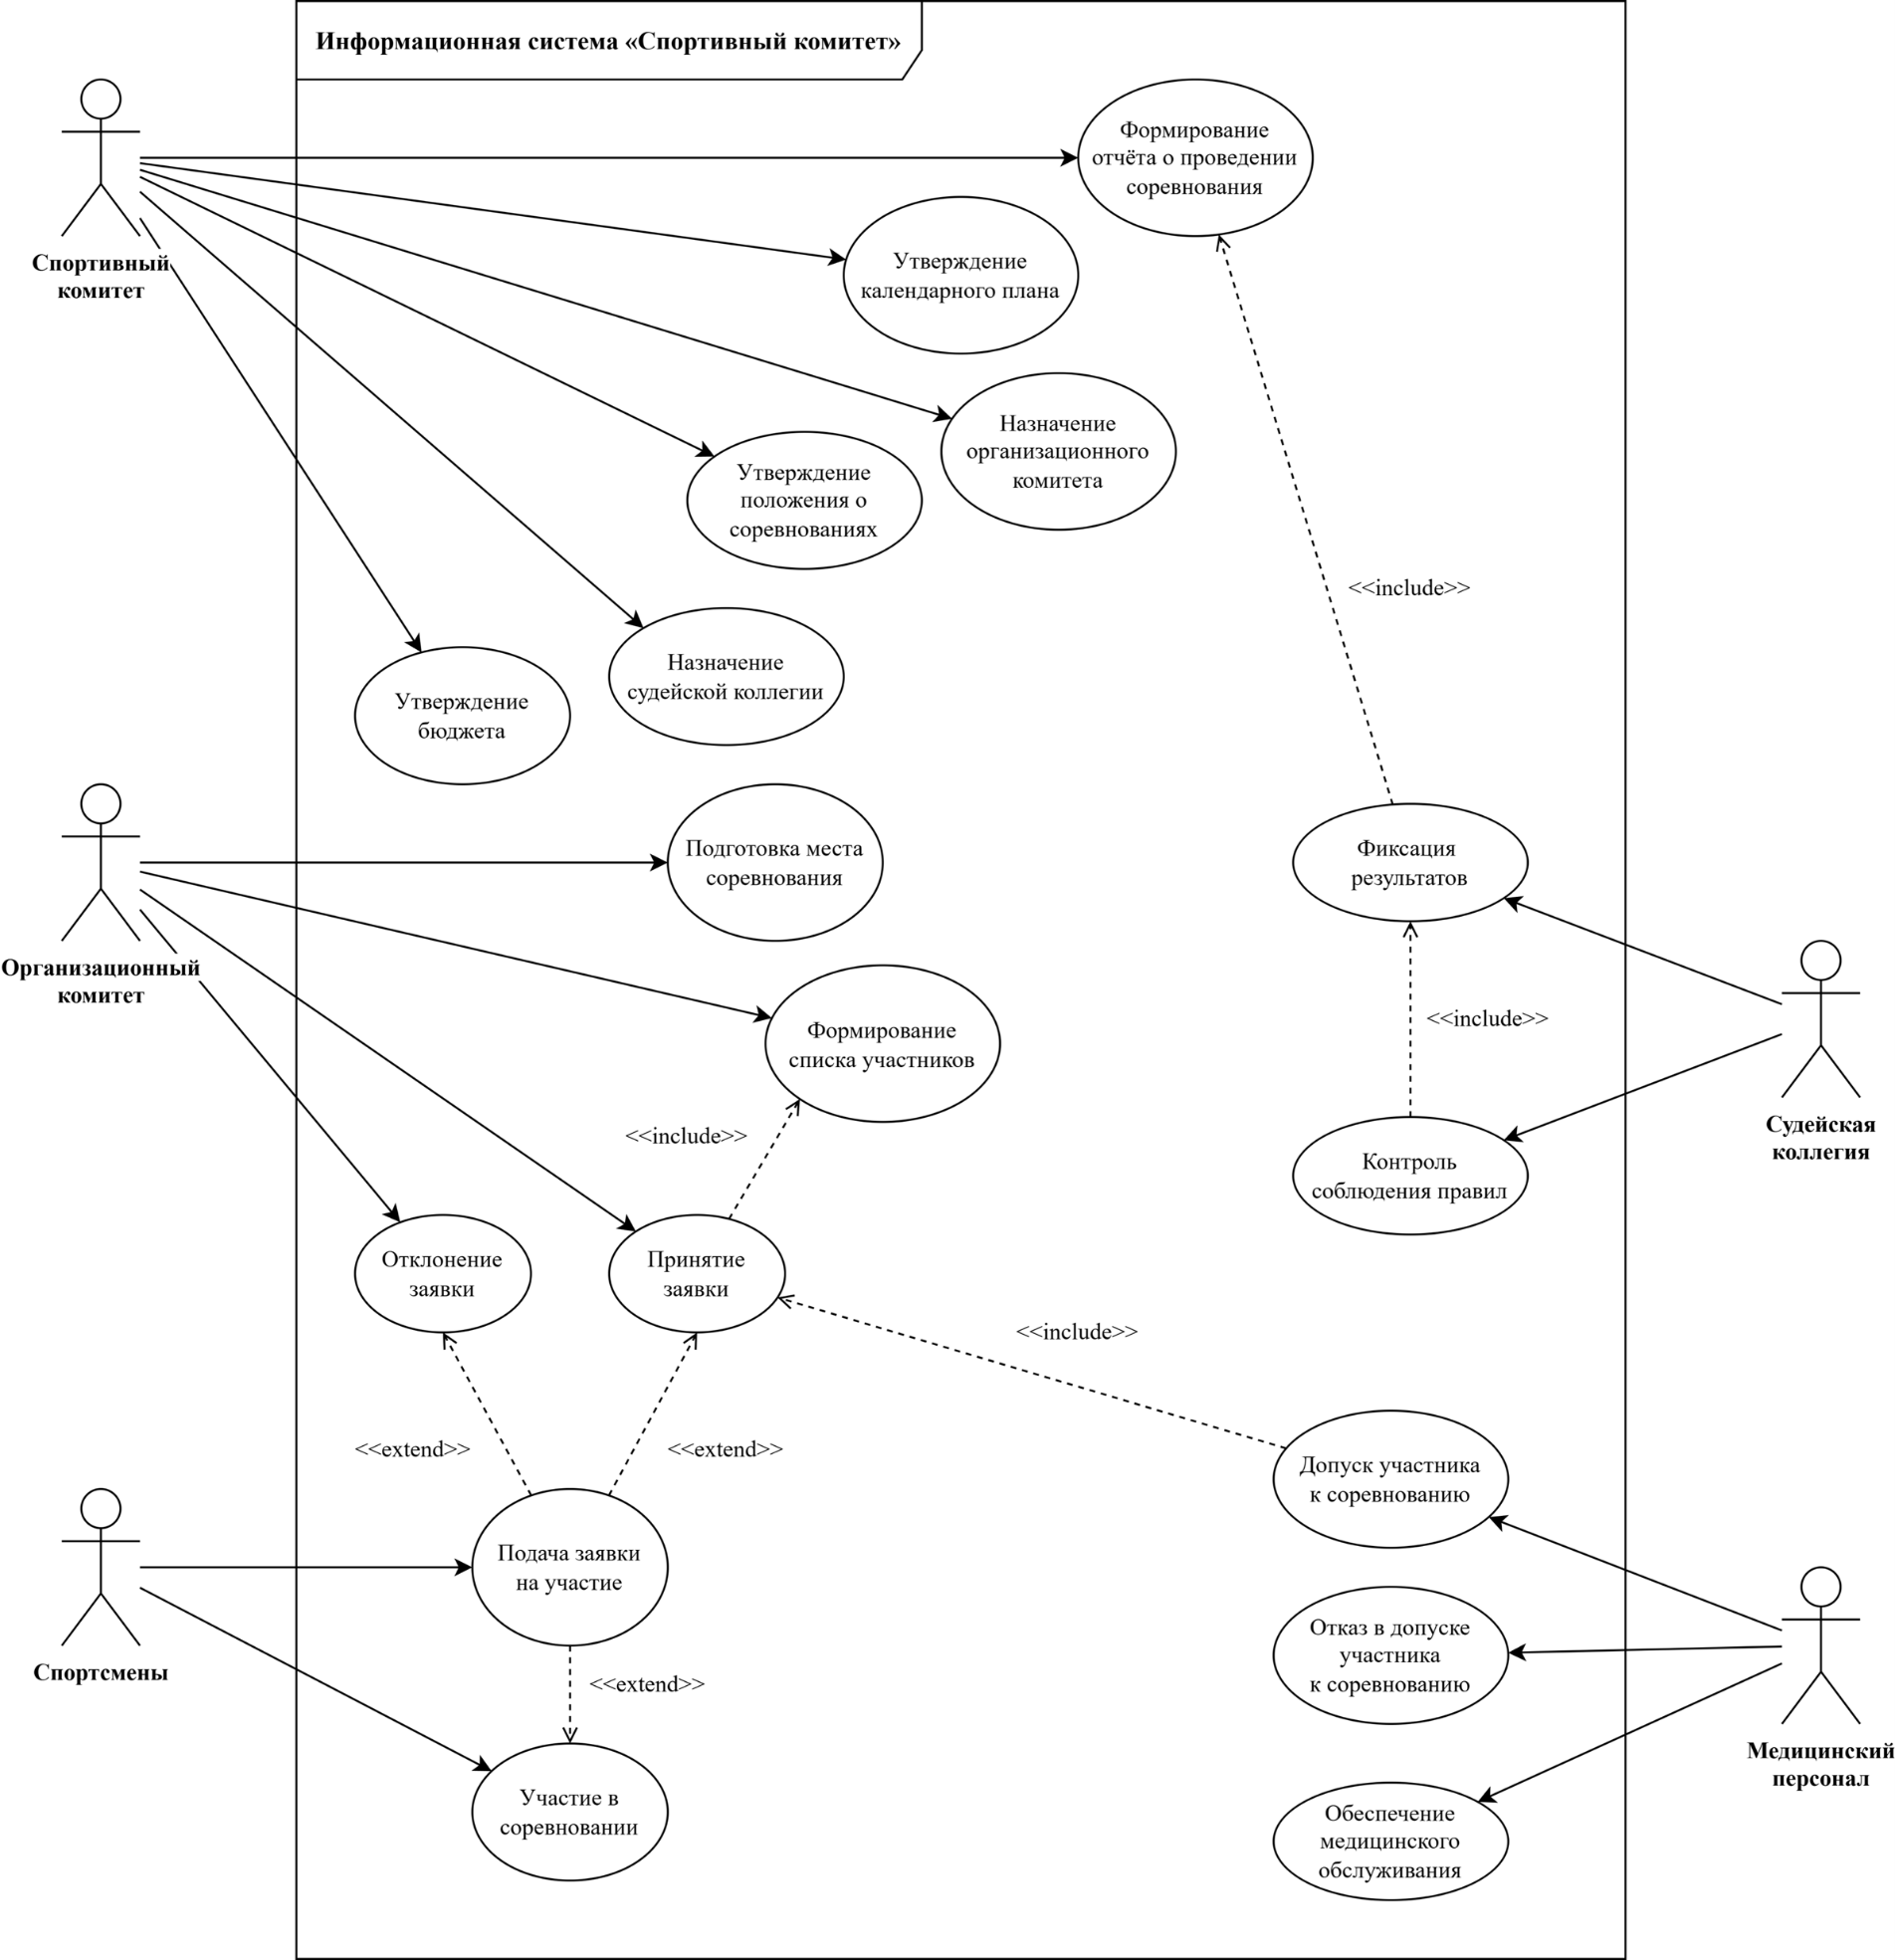 Информационная система «Спортивный комитет»
Спортивный
комитет
Формирование
отчёта о проведении
соревнования
Утверждение
календарного плана
Назначение
организационного
комитета
Утверждение
положения о
соревнованиях
<<include>>
Назначение
судейской коллегии
Утверждение
бюджета
Организационный
комитет
Подготовка места
соревнования
Фиксация
результатов
Формирование
списка участников
<<include>>
Судейская
коллегия
<<include>>
Контроль
соблюдения правил
Отклонение
заявки
Принятие
заявки
<<include>>
<<extend>>
<<extend>>
Допуск участника
к соревнованию
Спортсмены
Подача заявки
на участие
Отказ в допуске
участника
к соревнованию
<<extend>>
Медицинский
персонал
Участие в
соревновании
Обеспечение
медицинского
обслуживания